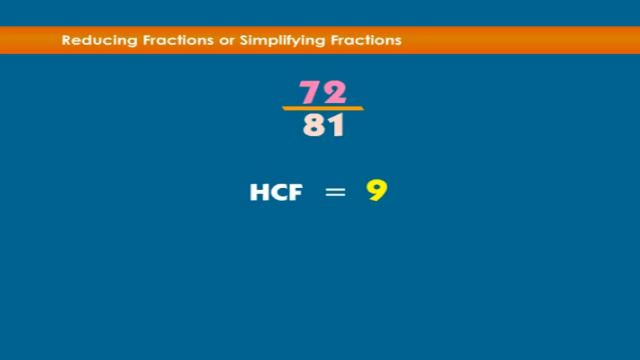 Reducing Fractions or Simplifying Fractions
72
81
HCF = 9